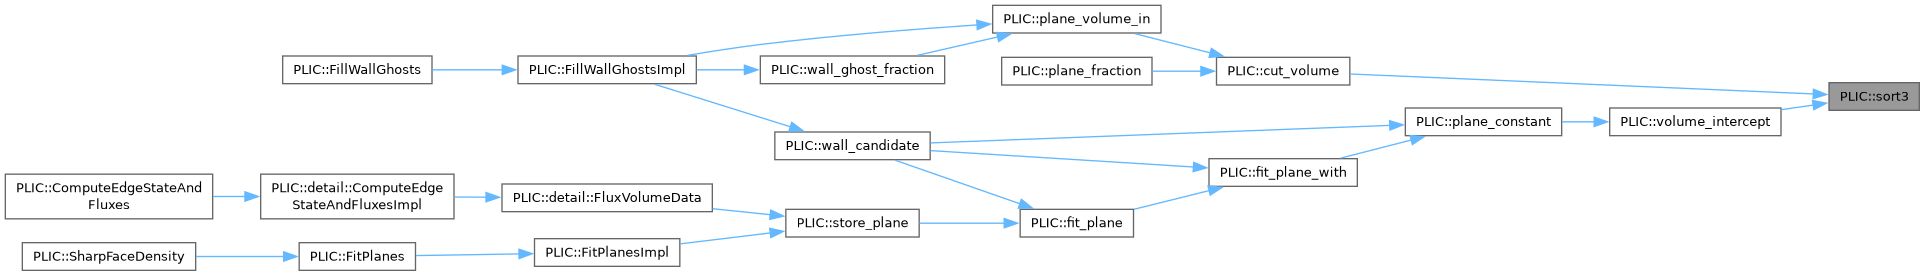 PLIC::plane_volume_in
PLIC::FillWallGhosts
PLIC::FillWallGhostsImpl
PLIC::wall_ghost_fraction
PLIC::plane_fraction
PLIC::cut_volume
PLIC::sort3
PLIC::plane_constant
PLIC::volume_intercept
PLIC::wall_candidate
PLIC::fit_plane_with
PLIC::ComputeEdgeStateAnd
Fluxes
PLIC::detail::ComputeEdge
StateAndFluxesImpl
PLIC::detail::FluxVolumeData
PLIC::store_plane
PLIC::fit_plane
PLIC::SharpFaceDensity
PLIC::FitPlanes
PLIC::FitPlanesImpl